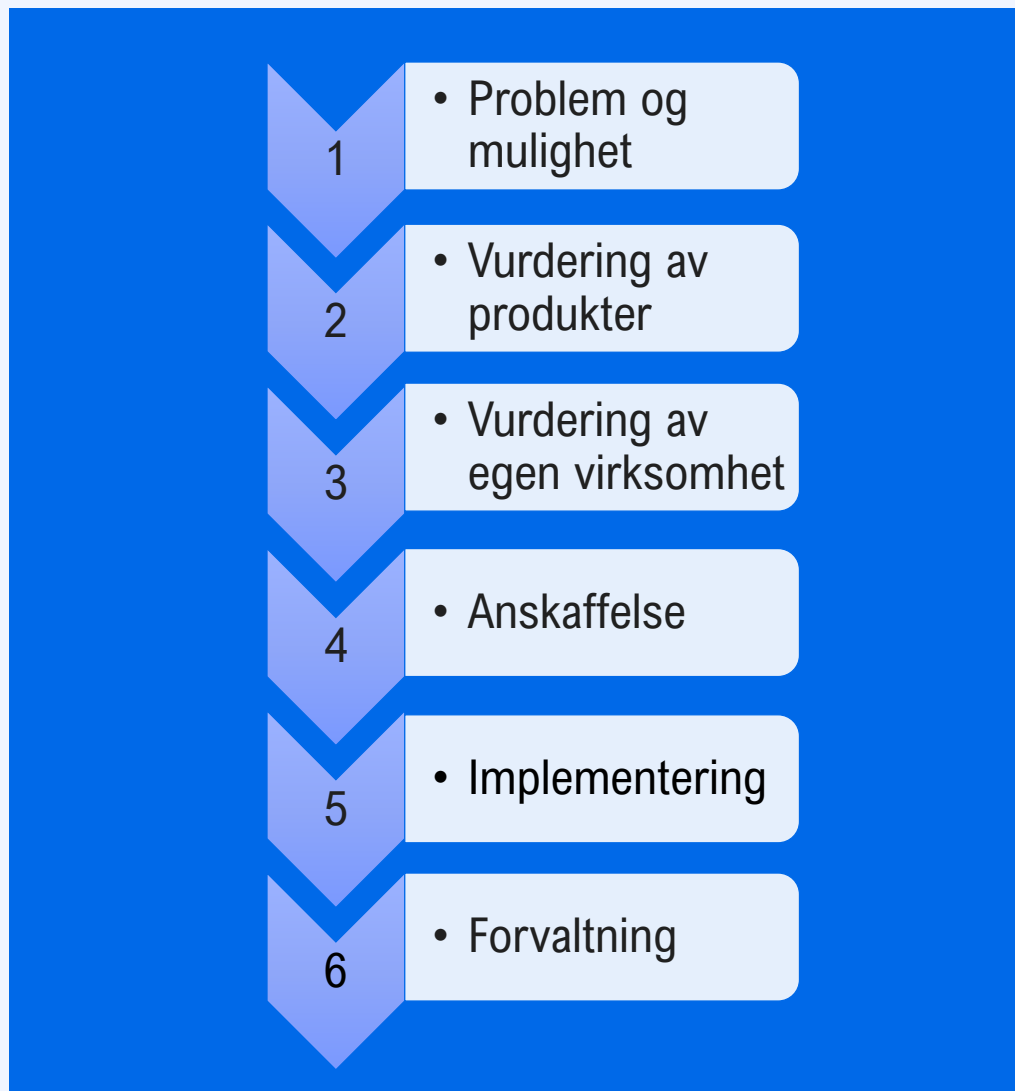 1
• Problem og
mulighet
2
• Vurdering av
produkter
3
• Vurdering av
egen virksomhet
4
• Anskaffelse
5
• Implementering
6
• Forvaltning